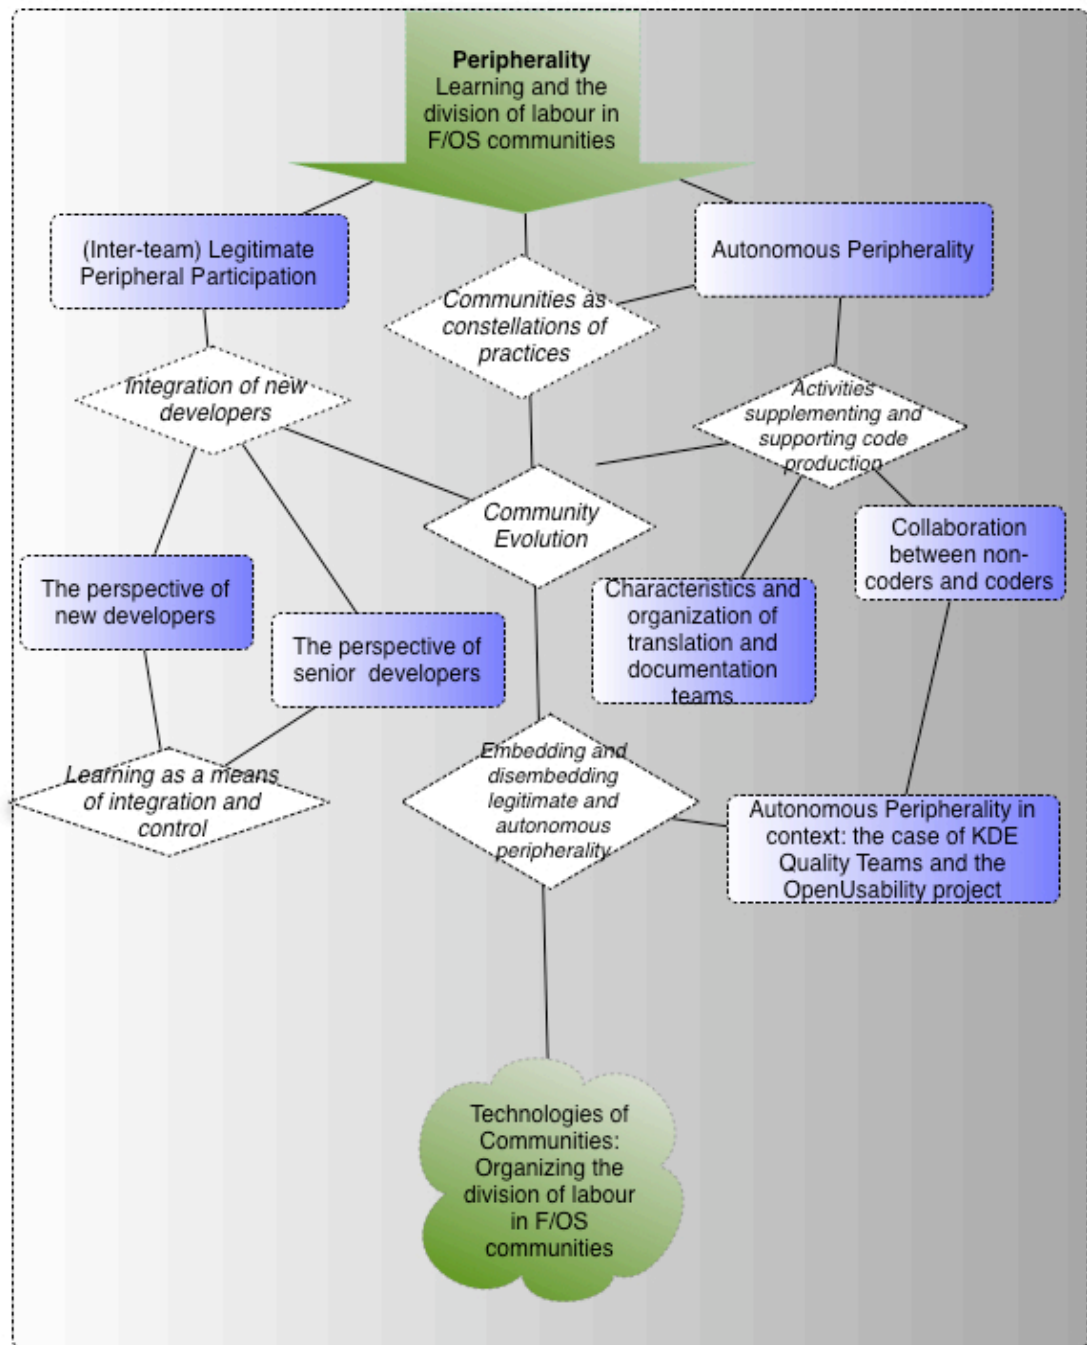 Peripherality
Learning and the
division of labour in
F/OS communities
(Inter-team) Legitimate
Peripheral Participation
Autonomous Peripherality
Communities as
constellations of
practices
Integration of new
developers
Activities
supplementing and
supporting code
production
Community
Evolution
Collaboration
between non-
coders and coders
The perspective of
new developers
Characteristics and
organization of
translation and
documentation
teams
The perspective of
senior developers
Learning as a means
of integration and
control
Embedding and
disembedding
legitimate and
autonomous
peripherality
Autonomous Peripherality in
context: the case of KDE
Quality Teams and the
OpenUsability project
Technologies of
Communities:
Organizing the
division of labour
in F/OS
communities